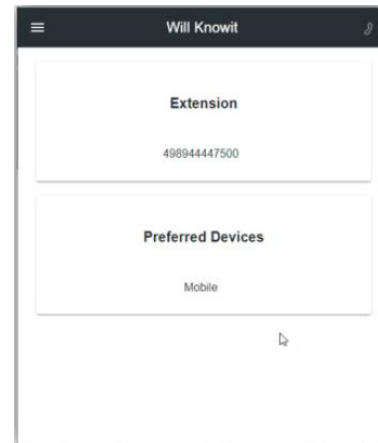 Will Knowit
Extension
498944447500
Preferred Devices
Mobile